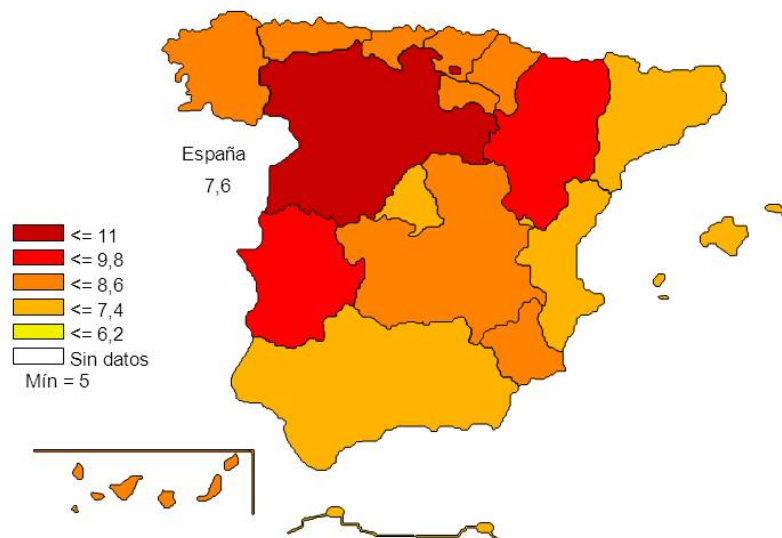 España
7,6
<= 11
<= 9,8
<= 8,6
<= 7,4
<= 6,2
Sin datos
Mín = 5